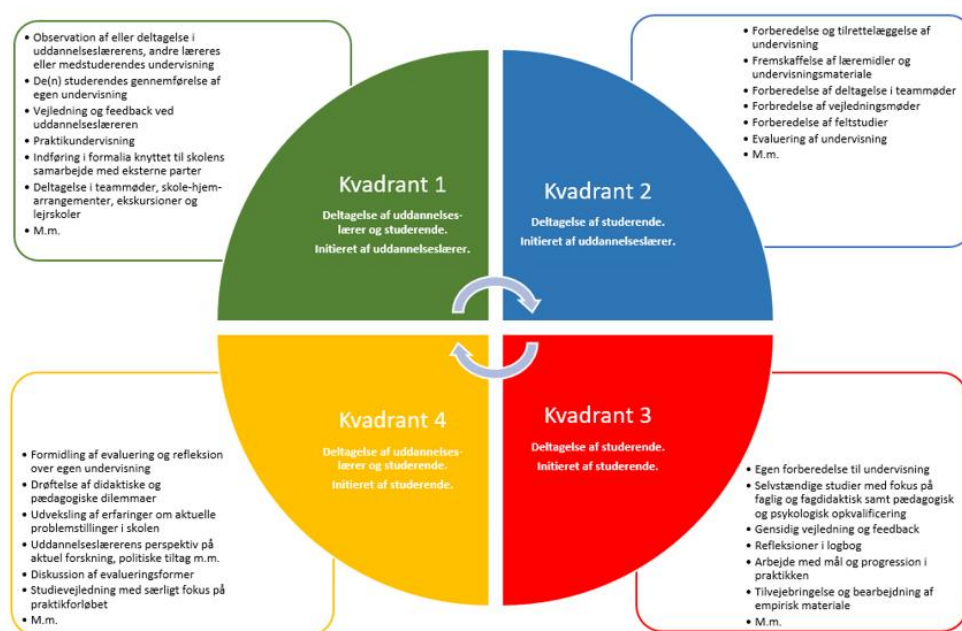 • Observation af eller deltagelse i
uddannelseslærerens, andre læreres
eller medstuderendes undervisning
• De(n) studerendes gennemførelse af
egen undervisning
• Vejledning og feedback ved
uddannelseslæreren
• Praktikundervisning
• Indføring i formalia knyttet til skolens
samarbejde med eksterne parter
• Deltagelse i teammøder, skole-hjem-
arrangementer, ekskursioner og
lejrskoler
• M.m.
Kvadrant 1
Deltagelse af uddannelses-
lærer og studerende.
Initieret af uddannelseslærer.
• Forberedelse og tilrettelæggelse af
undervisning
• Fremskaffelse af læremidler og
undervisningsmateriale
• Forberedelse af deltagelse i teammøder
• Forbredelse af vejledningsmøder
• Forberedelse af feltstudier
• Evaluering af undervisning
• M.m.
Kvadrant 2
Deltagelse af studerende.
Initieret af uddannelseslærer.
Kvadrant 4
Deltagelse af uddannelses-
lærer og studerende.
Initieret af studerende.
• Formidling af evaluering og refleksion
over egen undervisning
• Drøftelse af didaktiske og
pædagogiske dilemmaer
• Udveksling af erfaringer om aktuelle
problemstillinger i skolen
• Uddannelseslærerens perspektiv på
aktuel forskning, politiske tiltag m.m.
• Diskussion af evalueringsformer
• Studievejledning med særligt fokus på
praktikforløbet
• M.m.
Kvadrant 3
Deltagelse af studerende.
Initieret af studerende.
• Egen forberedelse til undervisning
• Selvstændige studier med fokus på
faglig og fagdidaktisk samt pædagogisk
og psykologisk opkvalificering
• Gensidig vejledning og feedback
• Refleksioner i logbog
• Arbejde med mål og progression i
praktikken
• Tilvejebringelse og bearbejdning af
empirisk materiale
• M.m.